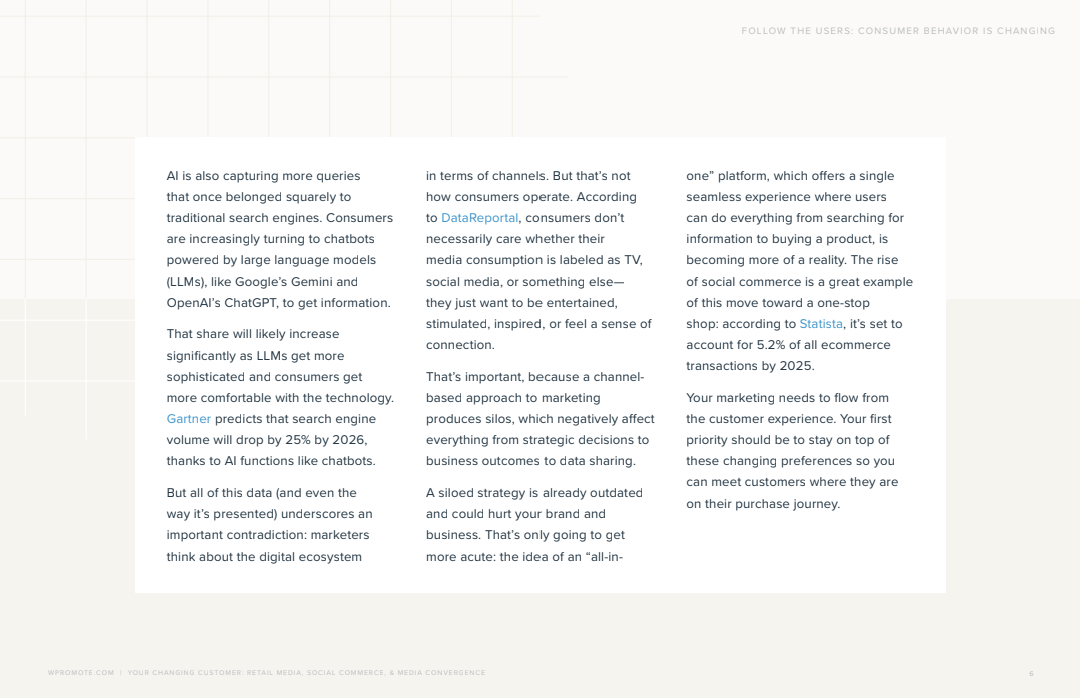 FOLLOW THE USERS: CONSUMER BEHAVIOR IS CHANGING
AI is also capturing more queries
that once belonged squarely to
traditional search engines. Consumers
are increasingly turning to chatbots
powered by large language models
(LLMs), like Google's Gemini and
OpenAI's ChatGPT, to get information.
That share will likely increase
significantly as LLMs get more
sophisticated and consumers get
more comfortable with the technology.
Gartner predicts that search engine
volume will drop by 25% by 2026,
thanks to AI functions like chatbots.
But all of this data (and even the
way it's presented) underscores an
important contradiction: marketers
think about the digital ecosystem
in terms of channels. But that's not
how consumers operate. According
to DataReportal, consumers don't
necessarily care whether their
media consumption is labeled as TV,
social media, or something else—
they just want to be entertained,
stimulated, inspired, or feel a sense of
connection.
That's important, because a channel-
based approach to marketing
produces silos, which negatively affect
everything from strategic decisions to
business outcomes to data sharing.
A siloed strategy is already outdated
and could hurt your brand and
business. That's only going to get
more acute: the idea of an “all-in-
one” platform, which offers a single
seamless experience where users
can do everything from searching for
information to buying a product, is
becoming more of a reality. The rise
of social commerce is a great example
of this move toward a one-stop
shop: according to Statista, it's set to
account for 5.2% of all ecommerce
transactions by 2025.
Your marketing needs to flow from
the customer experience. Your first
priority should be to stay on top of
these changing preferences so you
can meet customers where they are
on their purchase journey.
WPROMOTE.COM | YOUR CHANGING CUSTOMER: RETAIL MEDIA, SOCIAL COMMERCE, & MEDIA CONVERGENCE
6